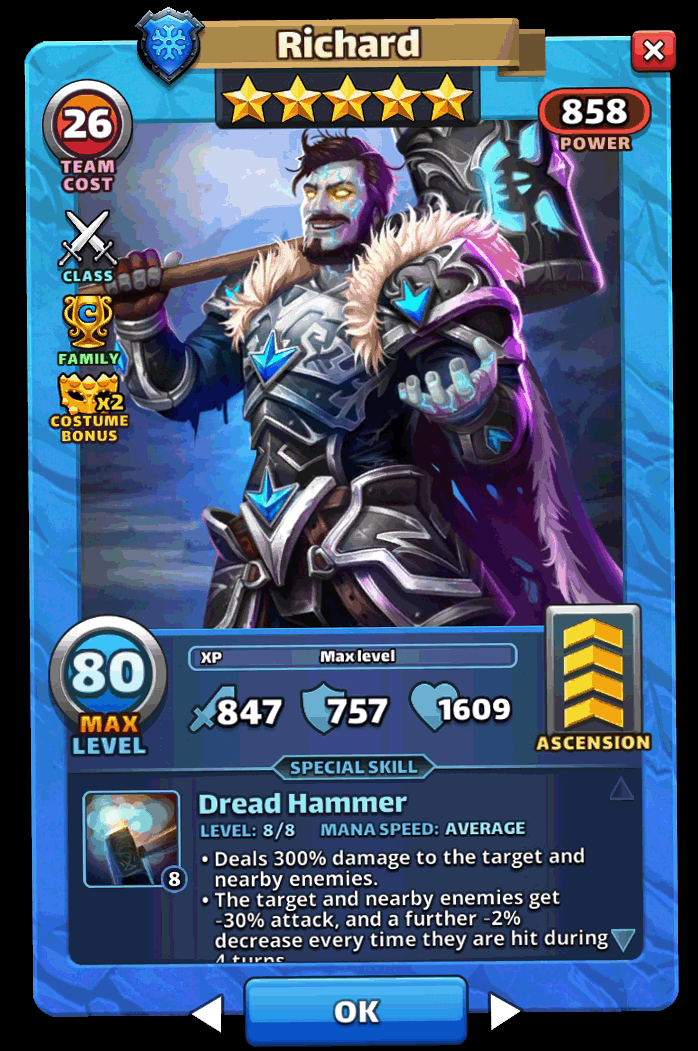 Richard
26
TEAM
COST
858
POWER
CLASS
C
FAMILY
x2
COSTUME
BONUS
80
MAX
LEVEL
XP
Max level
847
757
1609
ASCENSION
SPECIAL SKILL
Dread Hammer
LEVEL: 8/8 MANA SPEED: AVERAGE
8
• Deals 300% damage to the target and
nearby enemies.
• The target and nearby enemies get
-30% attack, and a further -2%
decrease every time they are hit during
4 turns
OK